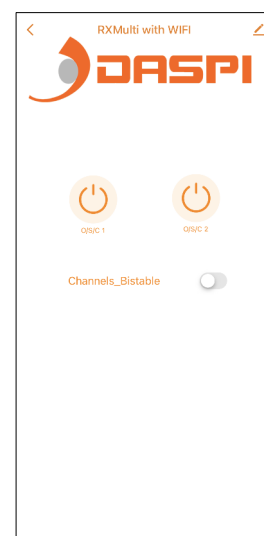 RXMulti with WIFI
DASPI
O/S/C 1
O/S/C 2
Channels_Bistable